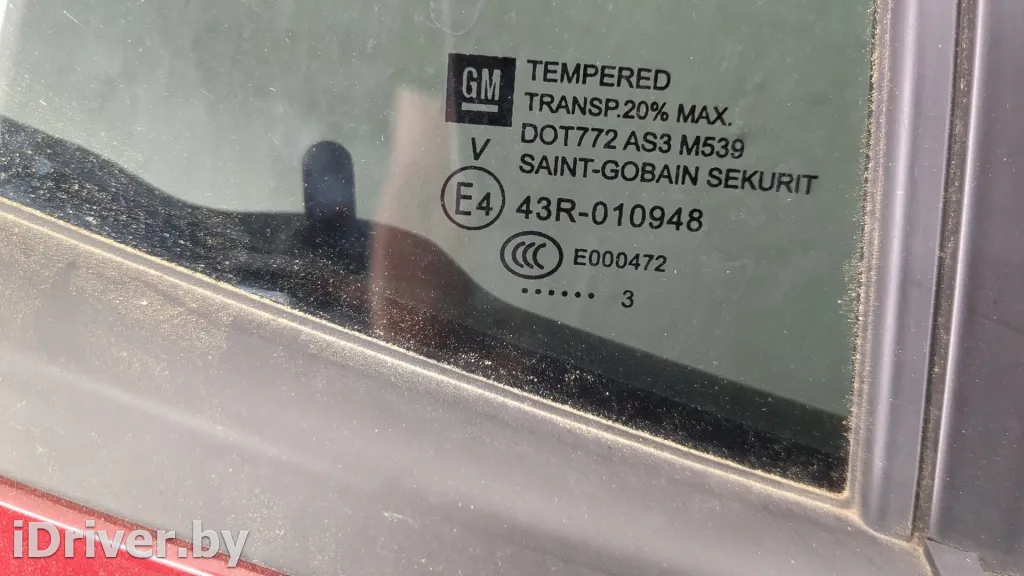 GM TEMPERED
TRANSP.20% MAX.
DOT772 AS3 M539
V SAINT-GOBAIN SEKURIT
E4 43R-010948
CCC E000472
•••••• 3
iDriver.by